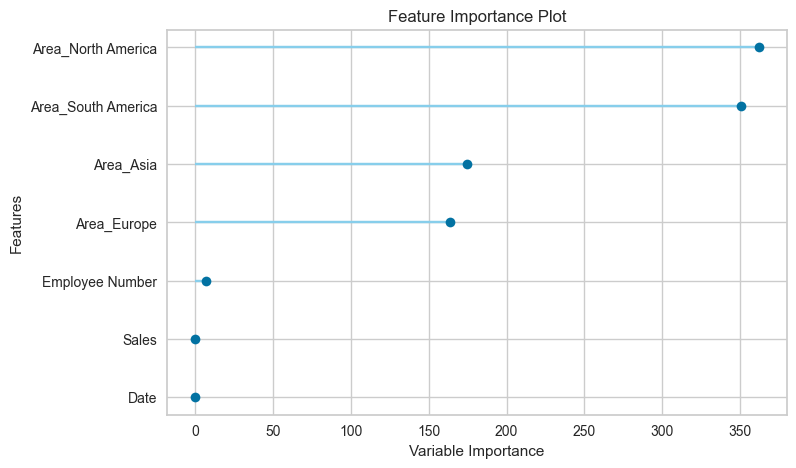 Feature Importance Plot
Area_North America
Area_South America
Area_Asia
Area_Europe
Employee Number
Sales
Date
Features
0 50 100 150 200 250 300 350
Variable Importance